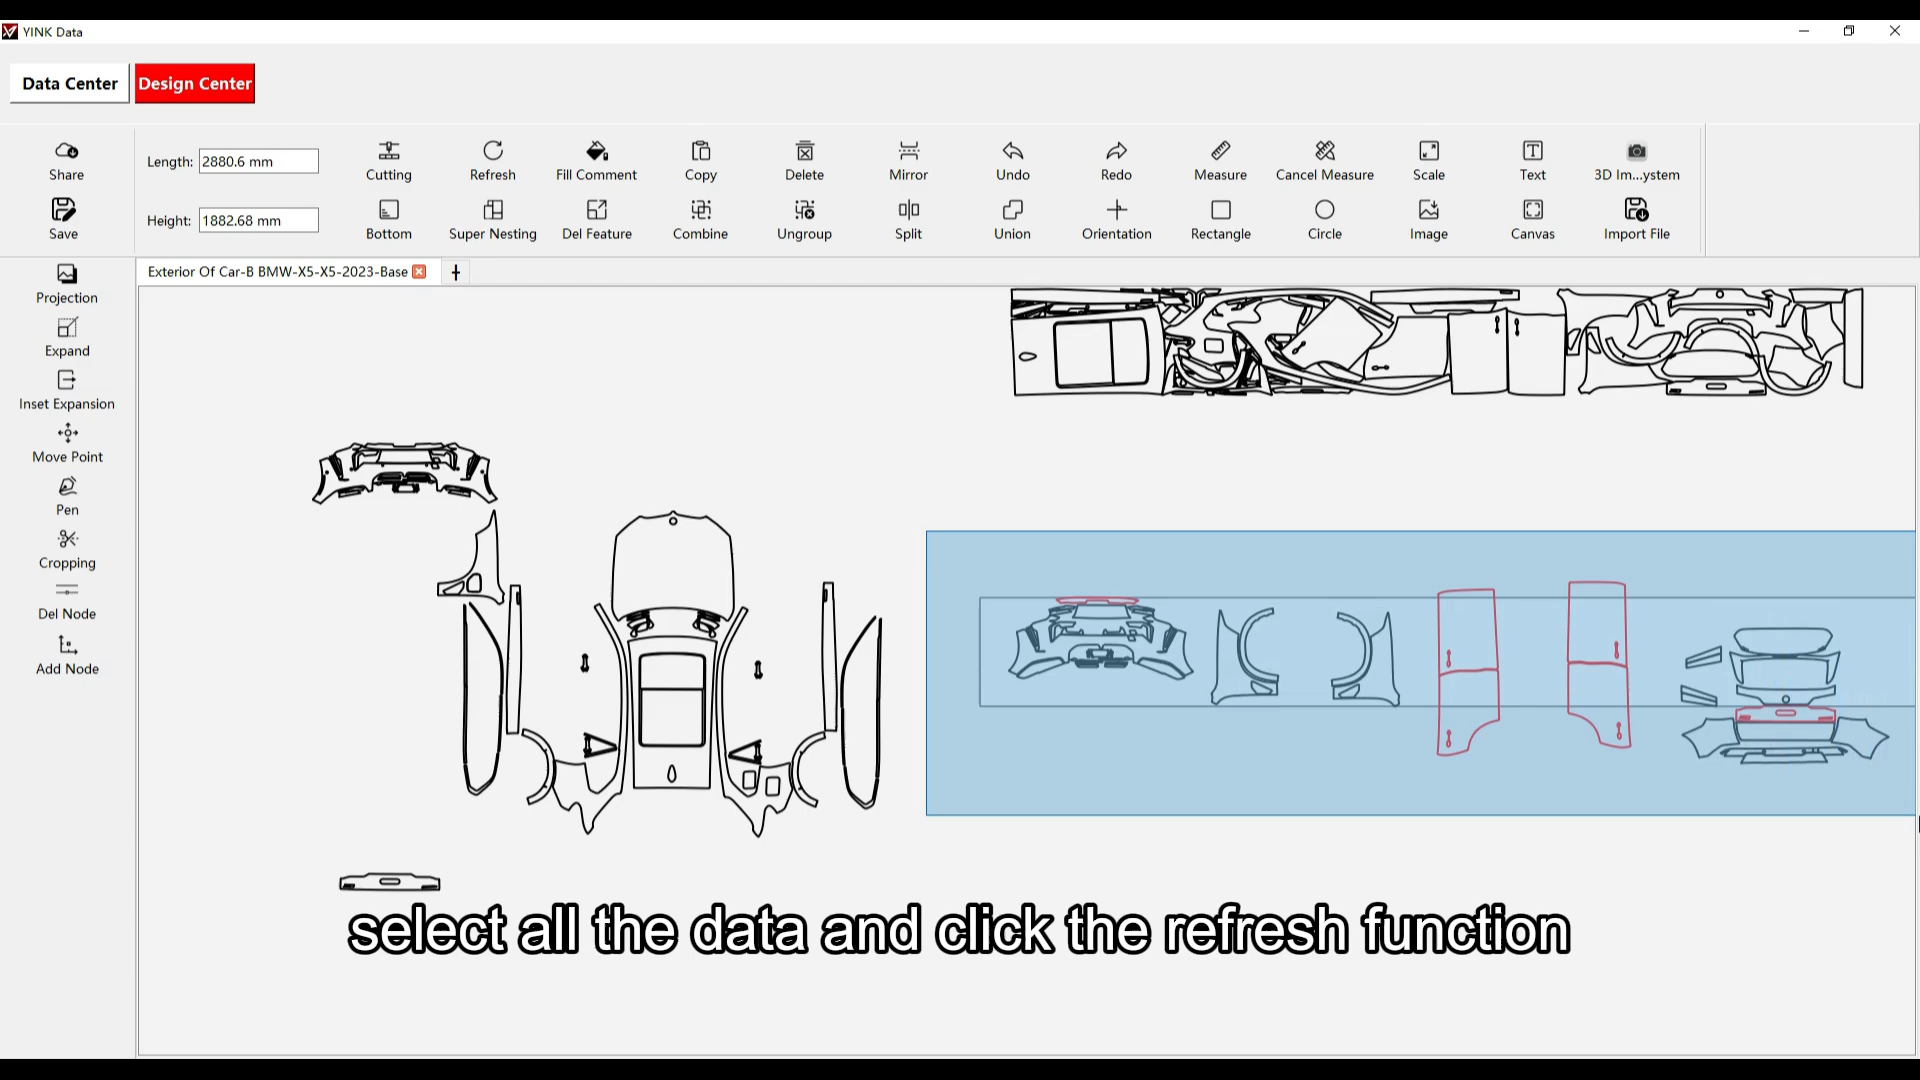 YINK Data
Data Center
Design Center
Share
Save
Length: 2880.6 mm
Height: 1882.68 mm
Cutting
Refresh
Fill Comment
Copy
Delete
Mirror
Undo
Redo
Measure
Cancel Measure
Scale
Text
3D Im...ystem
Bottom
Super Nesting
Del Feature
Combine
Ungroup
Split
Union
Orientation
Rectangle
Circle
Image
Canvas
Import File
Exterior Of Car-B BMW-X5-X5-2023-Base
Projection
Expand
Inset Expansion
Move Point
Pen
Cropping
Del Node
Add Node
select all the data and click the refresh function